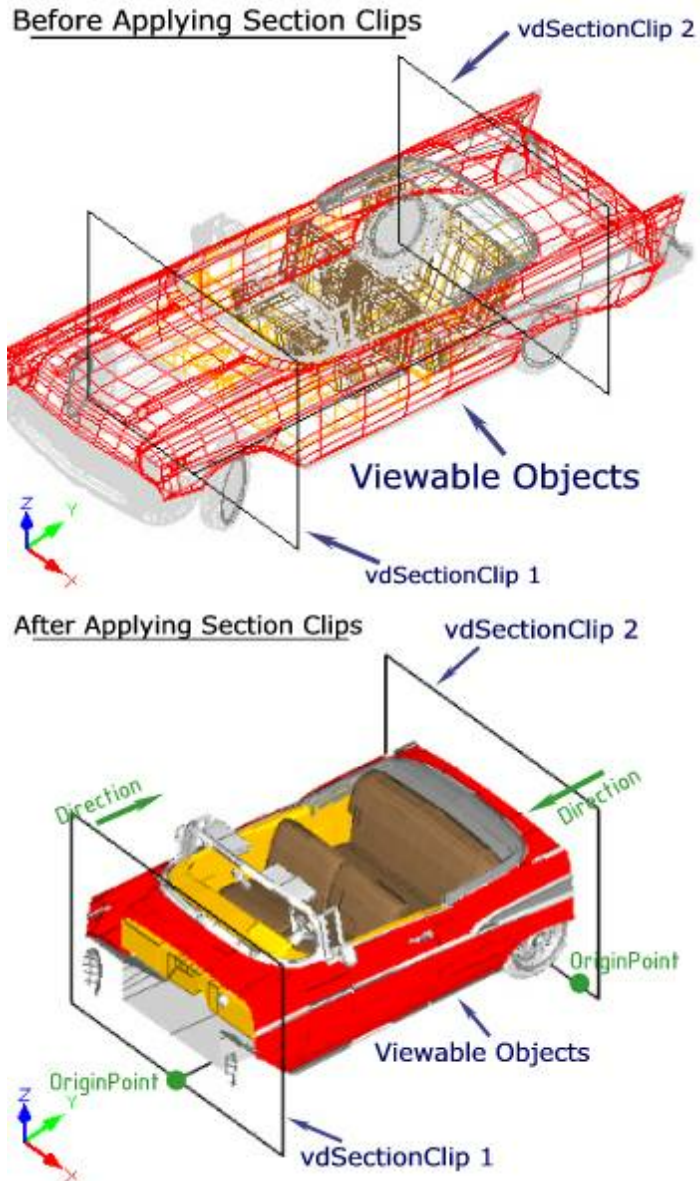 Before Applying Section Clips
vdSectionClip 2
Viewable Objects
Z
Y
X
vdSectionClip 1
After Applying Section Clips
vdSectionClip 2
Direction
Direction
OriginPoint
Viewable Objects
OriginPoint
Z
Y
X
vdSectionClip 1